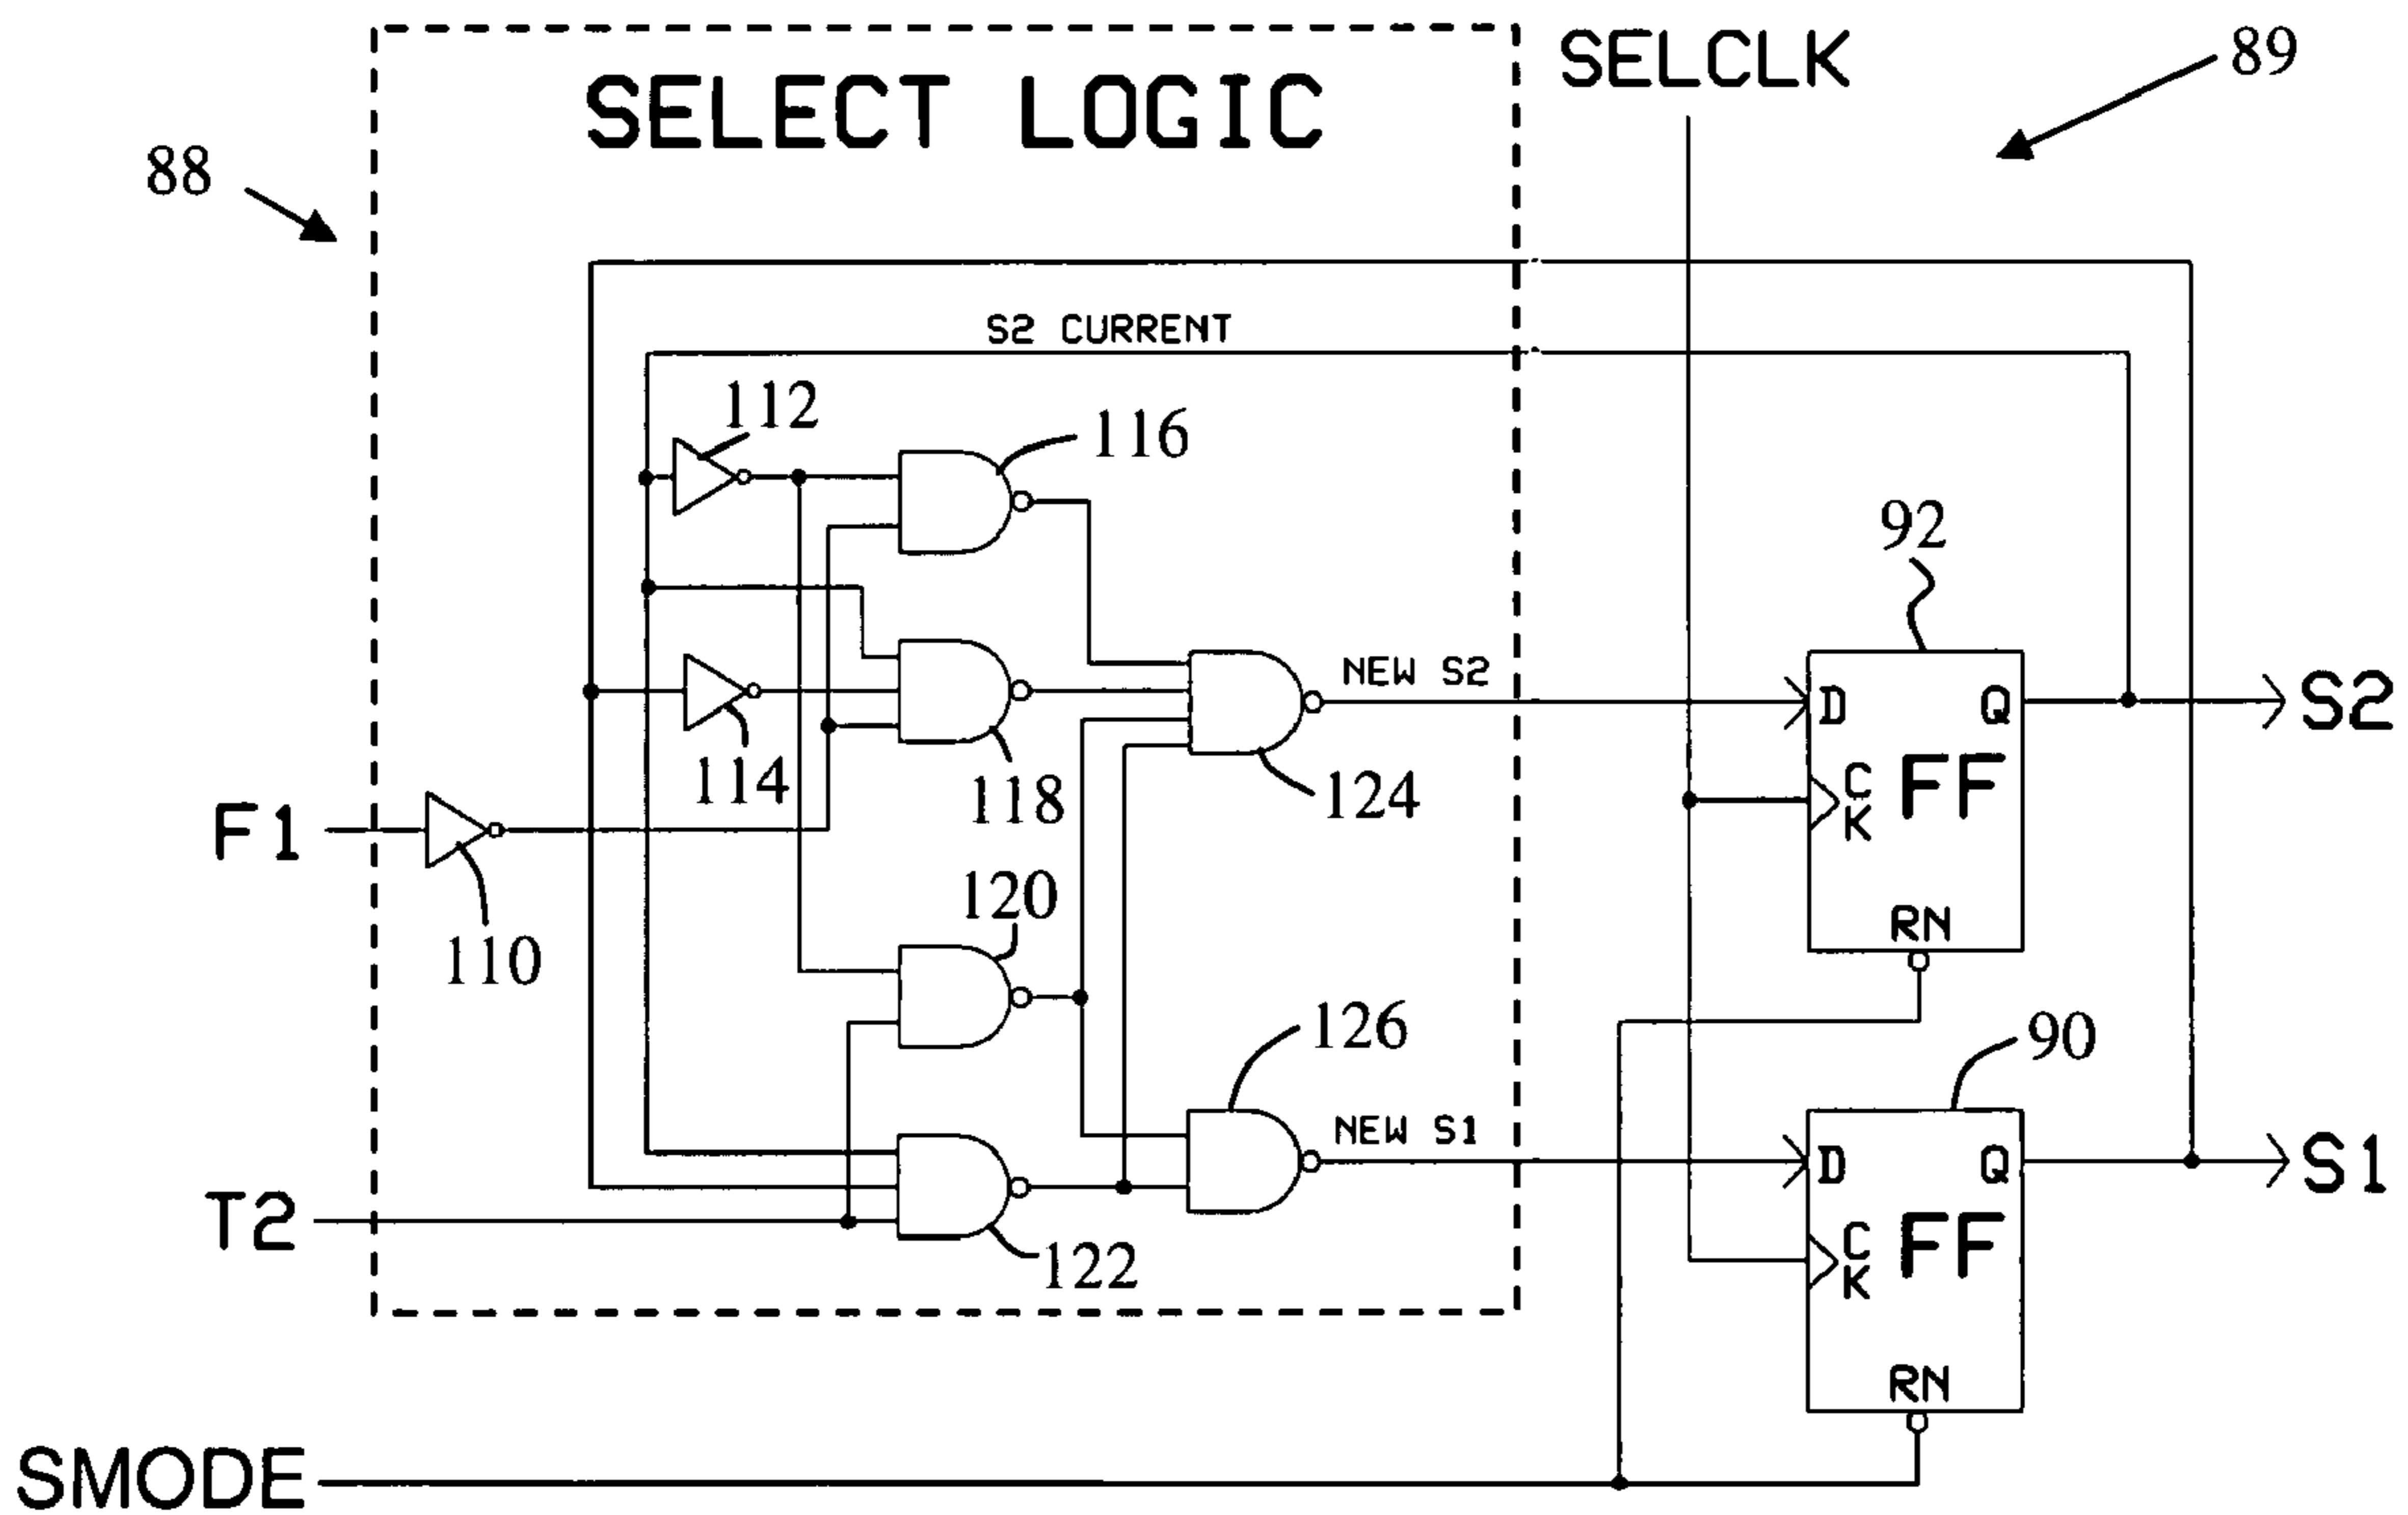 SELECT LOGIC
SELCLK
89
88
S2 CURRENT
112
116
92
NEW S2
D
Q
S2
114
118
124
C
K
FF
F1
120
RN
110
126
90
NEW S1
D
Q
S1
T2
122
C
K
FF
RN
SMODE